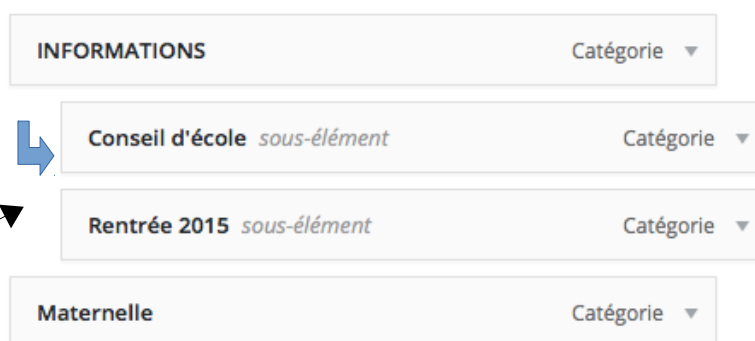 INFORMATIONS Catégorie
Conseil d'école sous-élément Catégorie
Rentrée 2015 sous-élément Catégorie
Maternelle Catégorie